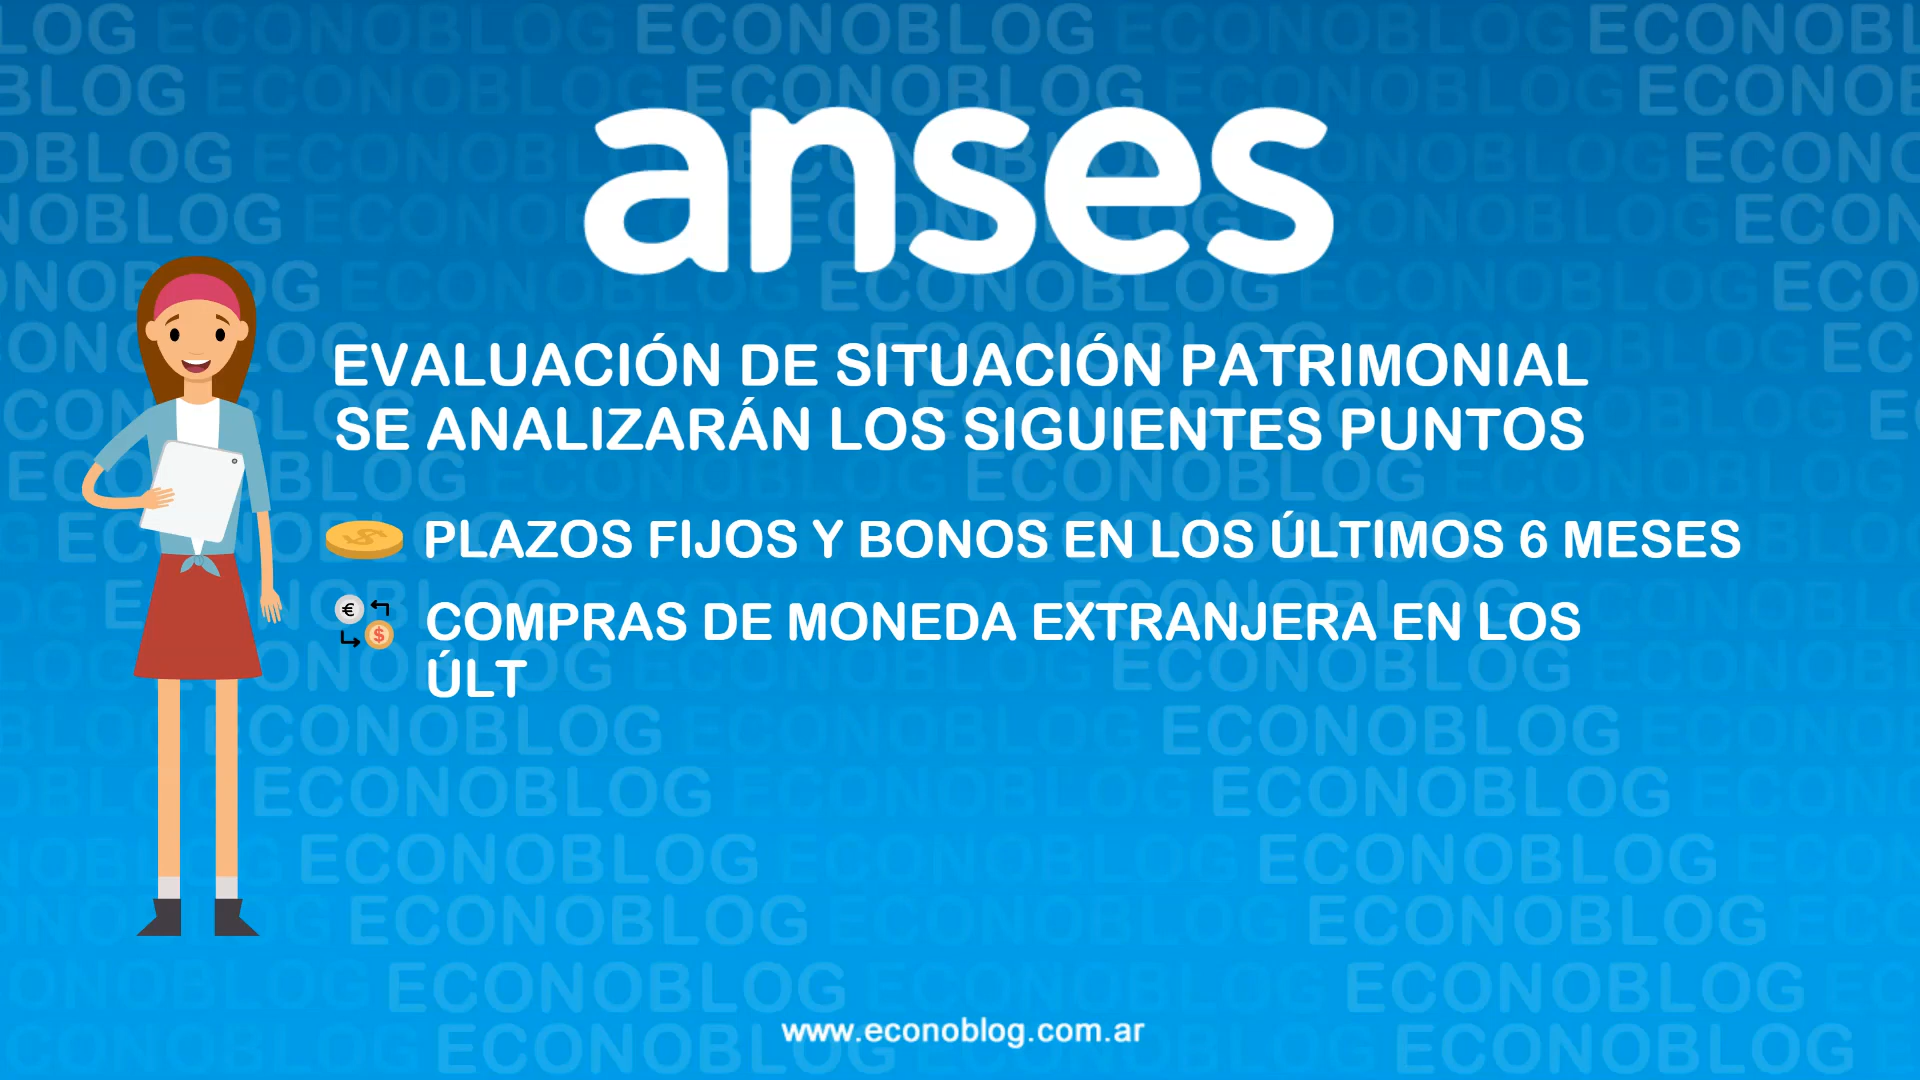 anses
EVALUACIÓN DE SITUACIÓN PATRIMONIAL
SE ANALIZARÁN LOS SIGUIENTES PUNTOS
PLAZOS FIJOS Y BONOS EN LOS ÚLTIMOS 6 MESES
COMPRAS DE MONEDA EXTRANJERA EN LOS
ÚLT
www.econoblog.com.ar